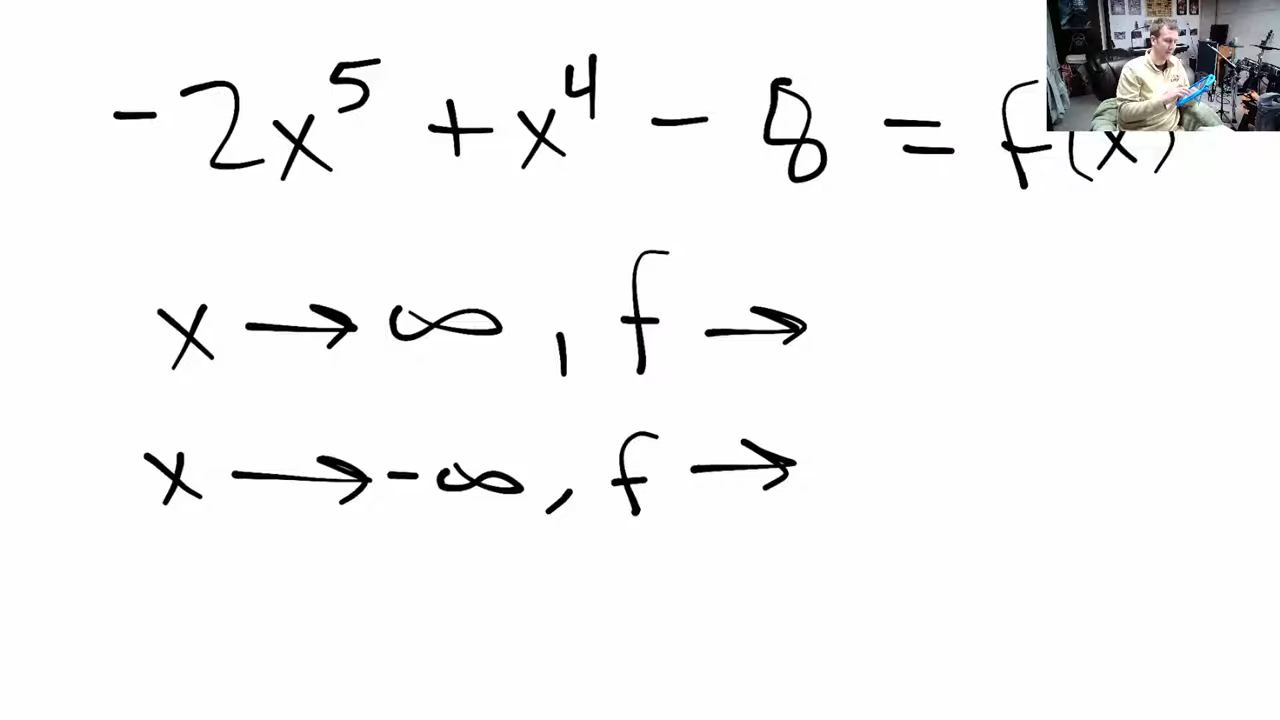 -2x⁵ + x⁴ - 8 = f(x)
x → ∞, f →
x → -∞, f →